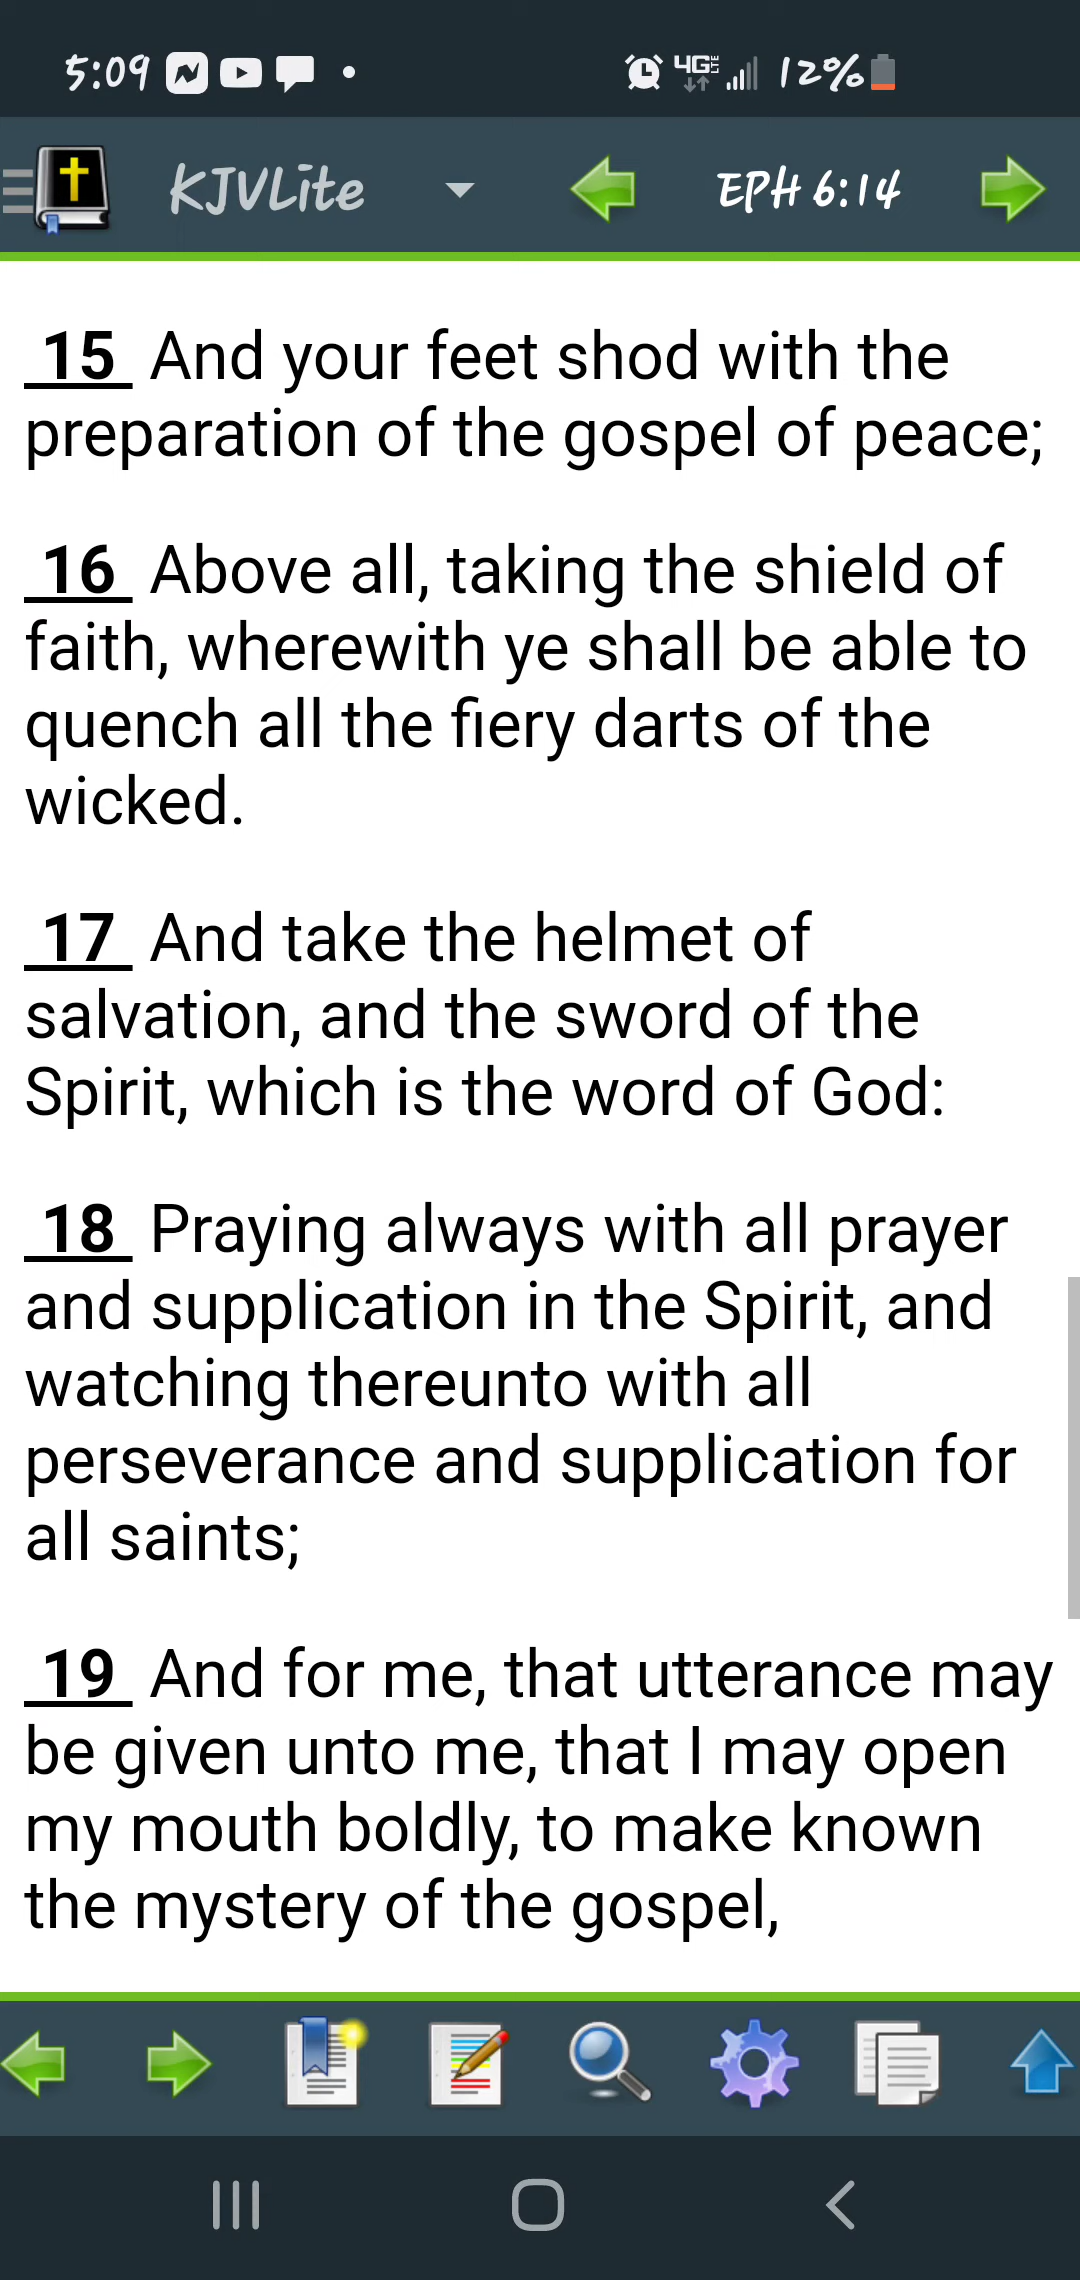 5:09 4G LTE 12%
KJVLite EPH 6:14
15 And your feet shod with the
preparation of the gospel of peace;
16 Above all, taking the shield of
faith, wherewith ye shall be able to
quench all the fiery darts of the
wicked.
17 And take the helmet of
salvation, and the sword of the
Spirit, which is the word of God:
18 Praying always with all prayer
and supplication in the Spirit, and
watching thereunto with all
perseverance and supplication for
all saints;
19 And for me, that utterance may
be given unto me, that I may open
my mouth boldly, to make known
the mystery of the gospel,